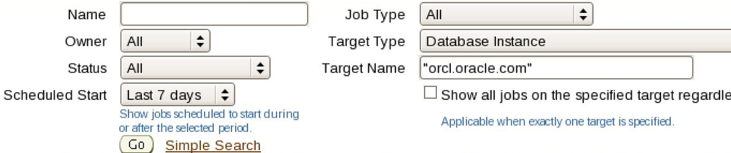 Name Job Type All
Owner All Target Type Database Instance
Status All Target Name "orcl.oracle.com"
Scheduled Start Last 7 days Show all jobs on the specified target
Show jobs scheduled to start during
or after the selected period. Applicable when exactly one target is specified.
Go Simple Search